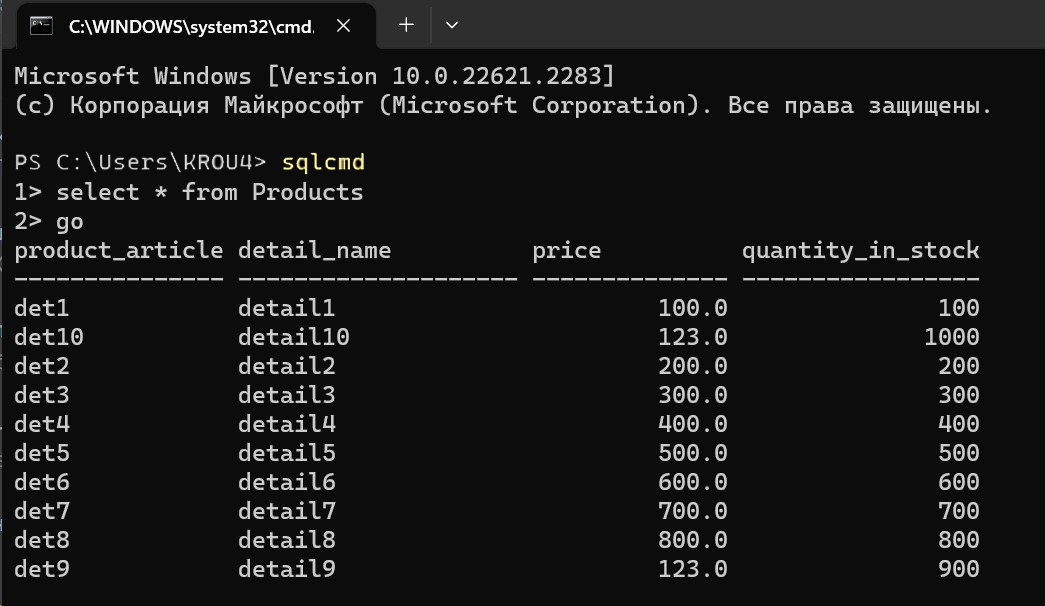 C:\WINDOWS\system32\cmd.
Microsoft Windows [Version 10.0.22621.2283]
(c) Корпорация Майкрософт (Microsoft Corporation). Все права защищены.
PS C:\Users\KROU4> sqlcmd
1> select * from Products
2> go
product_article detail_name          price          quantity_in_stock
--------------- -------------------- -------------- -----------------
det1            detail1                       100.0               100
det10           detail10                      123.0              1000
det2            detail2                       200.0               200
det3            detail3                       300.0               300
det4            detail4                       400.0               400
det5            detail5                       500.0               500
det6            detail6                       600.0               600
det7            detail7                       700.0               700
det8            detail8                       800.0               800
det9            detail9                       123.0               900